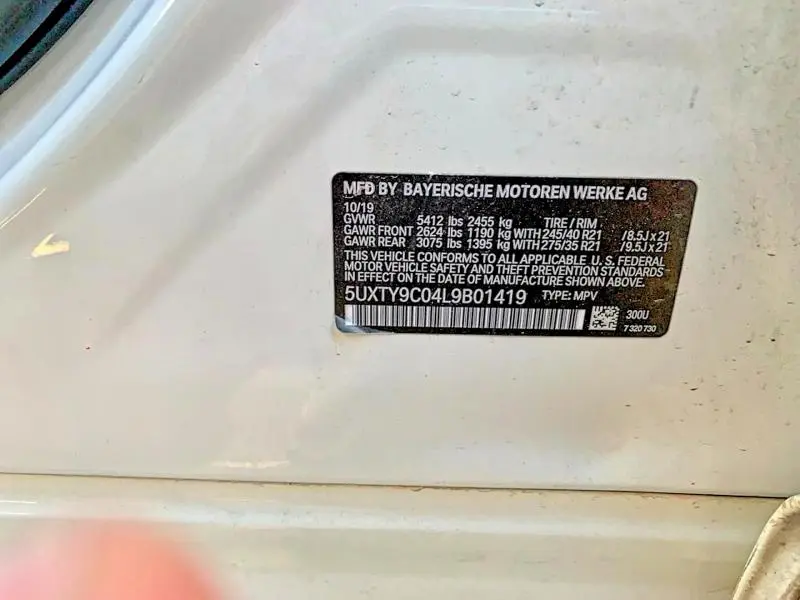 MFD BY BAYERISCHE MOTOREN WERKE AG
10/19
GVWR 5412 lbs 2455 kg TIRE / RIM
GAWR FRONT 2624 lbs 1190 kg WITH 245/40 R21 /8.5J x 21
GAWR REAR 3075 lbs 1395 kg WITH 275/35 R21 /9.5J x 21
THIS VEHICLE CONFORMS TO ALL APPLICABLE U. S. FEDERAL
MOTOR VEHICLE SAFETY AND THEFT PREVENTION STANDARDS
IN EFFECT ON THE DATE OF MANUFACTURE SHOWN ABOVE.
5UXTY9C04L9B01419 TYPE: MPV
300U
7 320 730